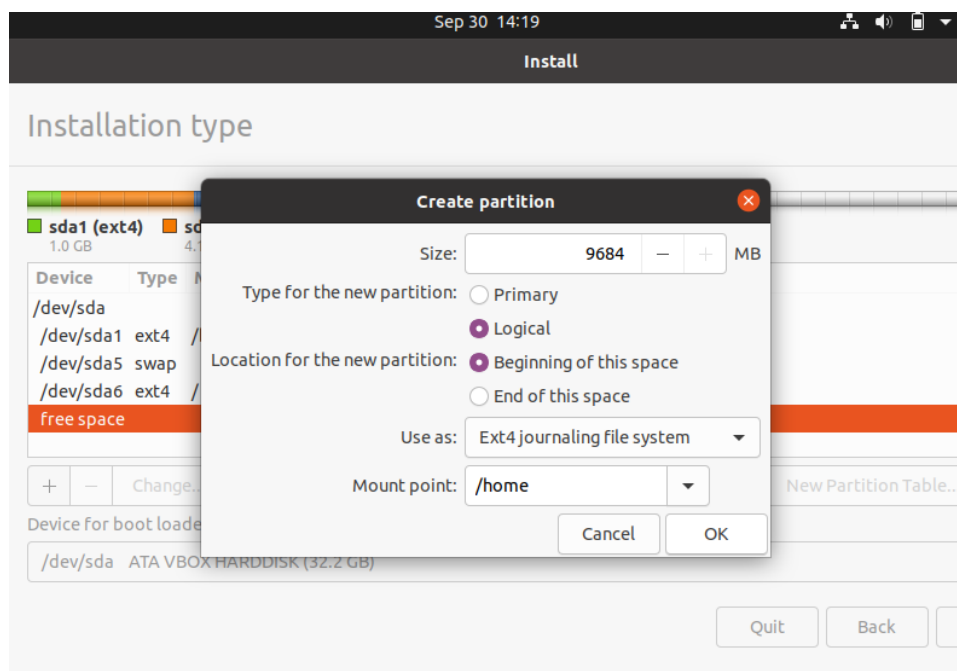 Sep 30 14:19
Install
Installation type
Create partition
sda1 (ext4) sd
1.0 GB 4.1
Size: 9684 MB
Device Type
Type for the new partition: Primary
/dev/sda
Logical
/dev/sda1 ext4 /
Location for the new partition: Beginning of this space
/dev/sda5 swap
/dev/sda6 ext4 / End of this space
free space
Use as: Ext4 journaling file system
+ - Change.. Mount point: /home New Partition Table..
Device for boot loade
Cancel OK
/dev/sda ATA VBOX HARDDISK (32.2 GB)
Quit Back